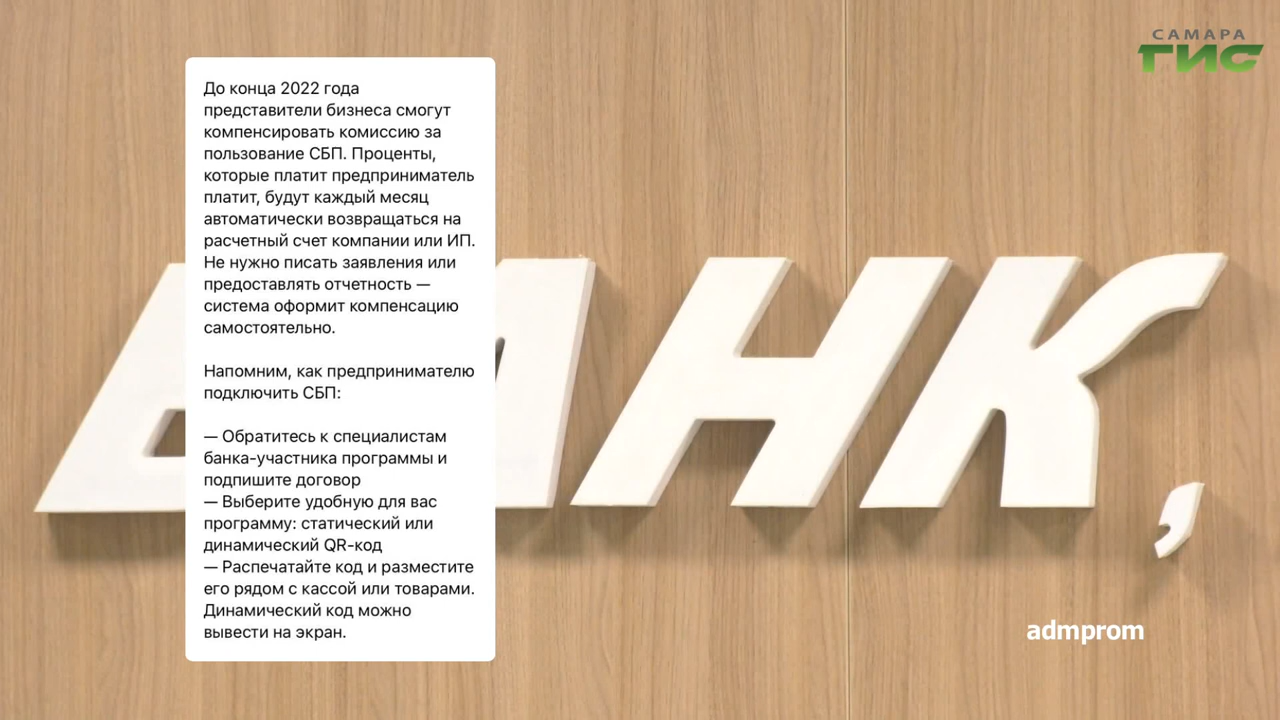 САМАРА
ГИС
До конца 2022 года
представители бизнеса смогут
компенсировать комиссию за
пользование СБП. Проценты,
которые платит предприниматель
платит, будут каждый месяц
автоматически возвращаться на
расчетный счет компании или ИП.
Не нужно писать заявления или
предоставлять отчетность —
система оформит компенсацию
самостоятельно.
Напомним, как предпринимателю
подключить СБП:
— Обратитесь к специалистам
банка-участника программы и
подпишите договор
— Выберите удобную для вас
программу: статический или
динамический QR-код
— Распечатайте код и разместите
его рядом с кассой или товарами.
Динамический код можно
вывести на экран.
БАНК,
admprom